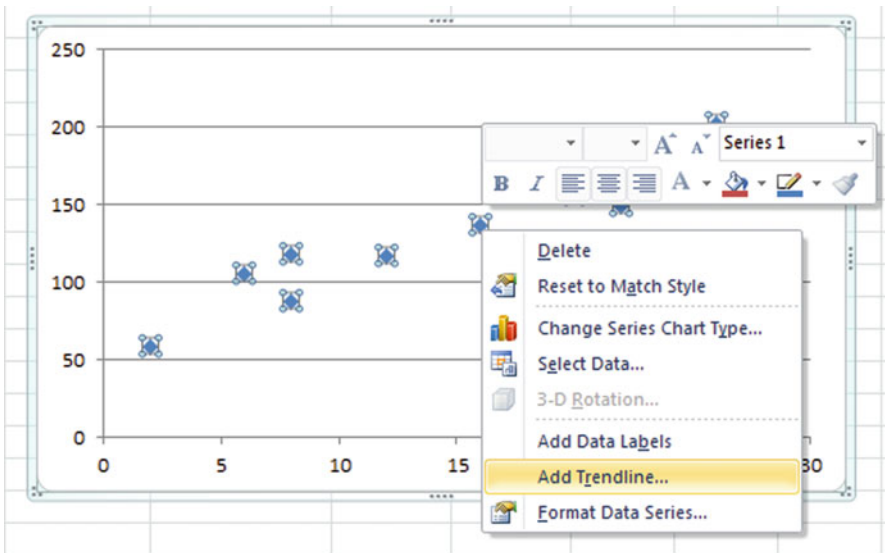 250
200
150
100
50
0
0 5 10 15 30
Series 1
B I A
Delete
Reset to Match Style
Change Series Chart Type...
Select Data...
3-D Rotation...
Add Data Labels
Add Trendline...
Format Data Series...